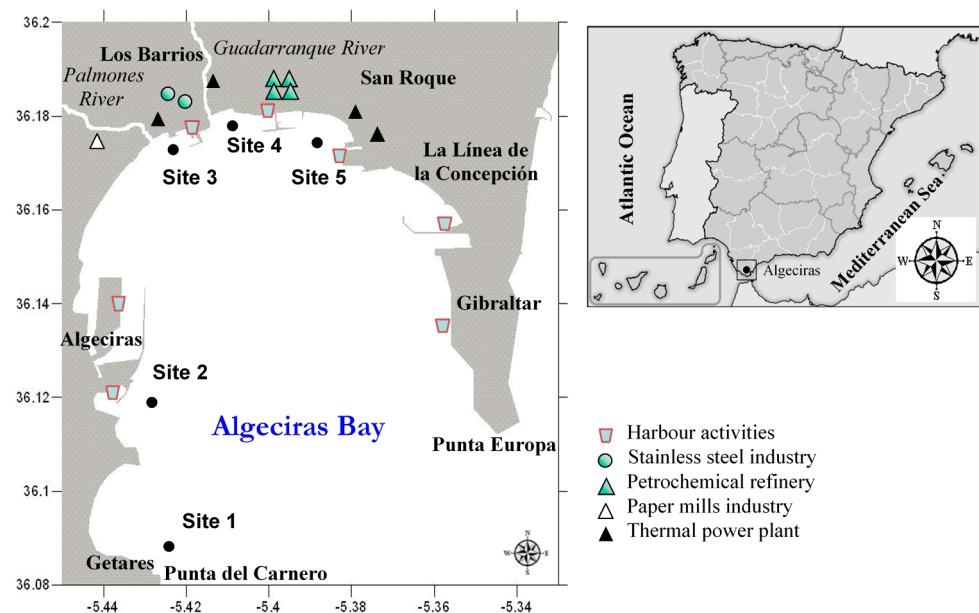 36.2
36.18
36.16
36.14
36.12
36.1
36.08
-5.44
-5.42
-5.4
-5.38
-5.36
-5.34
Los Barrios
Guadarranque River
Palmones
River
San Roque
La Línea de
la Concepción
Site 3
Site 4
Site 5
Gibraltar
Algeciras
Site 2
Algeciras Bay
Punta Europa
Site 1
Getares
Punta del Carnero
N
W
E
S
Atlantic Ocean
Mediterranean Sea
Algeciras
N
W
E
S
Harbour activities
Stainless steel industry
Petrochemical refinery
Paper mills industry
Thermal power plant